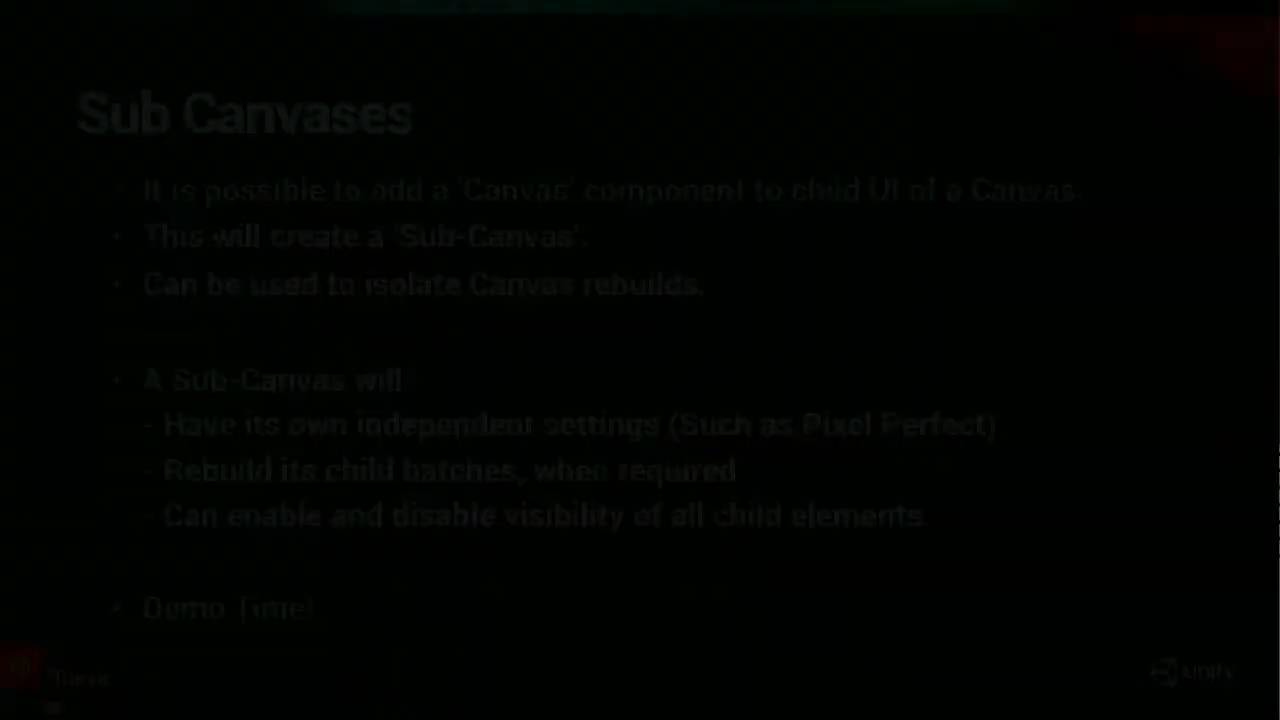 Sub Canvases
• It is possible to add a 'Canvas' component to child UI of a Canvas.
• This will create a 'Sub-Canvas'.
• Can be used to isolate Canvas rebuilds.
• A Sub-Canvas will
- Have its own independent settings (Such as Pixel Perfect)
- Rebuild its child batches, when required
- Can enable and disable visibility of all child elements
• Demo Time!
unity